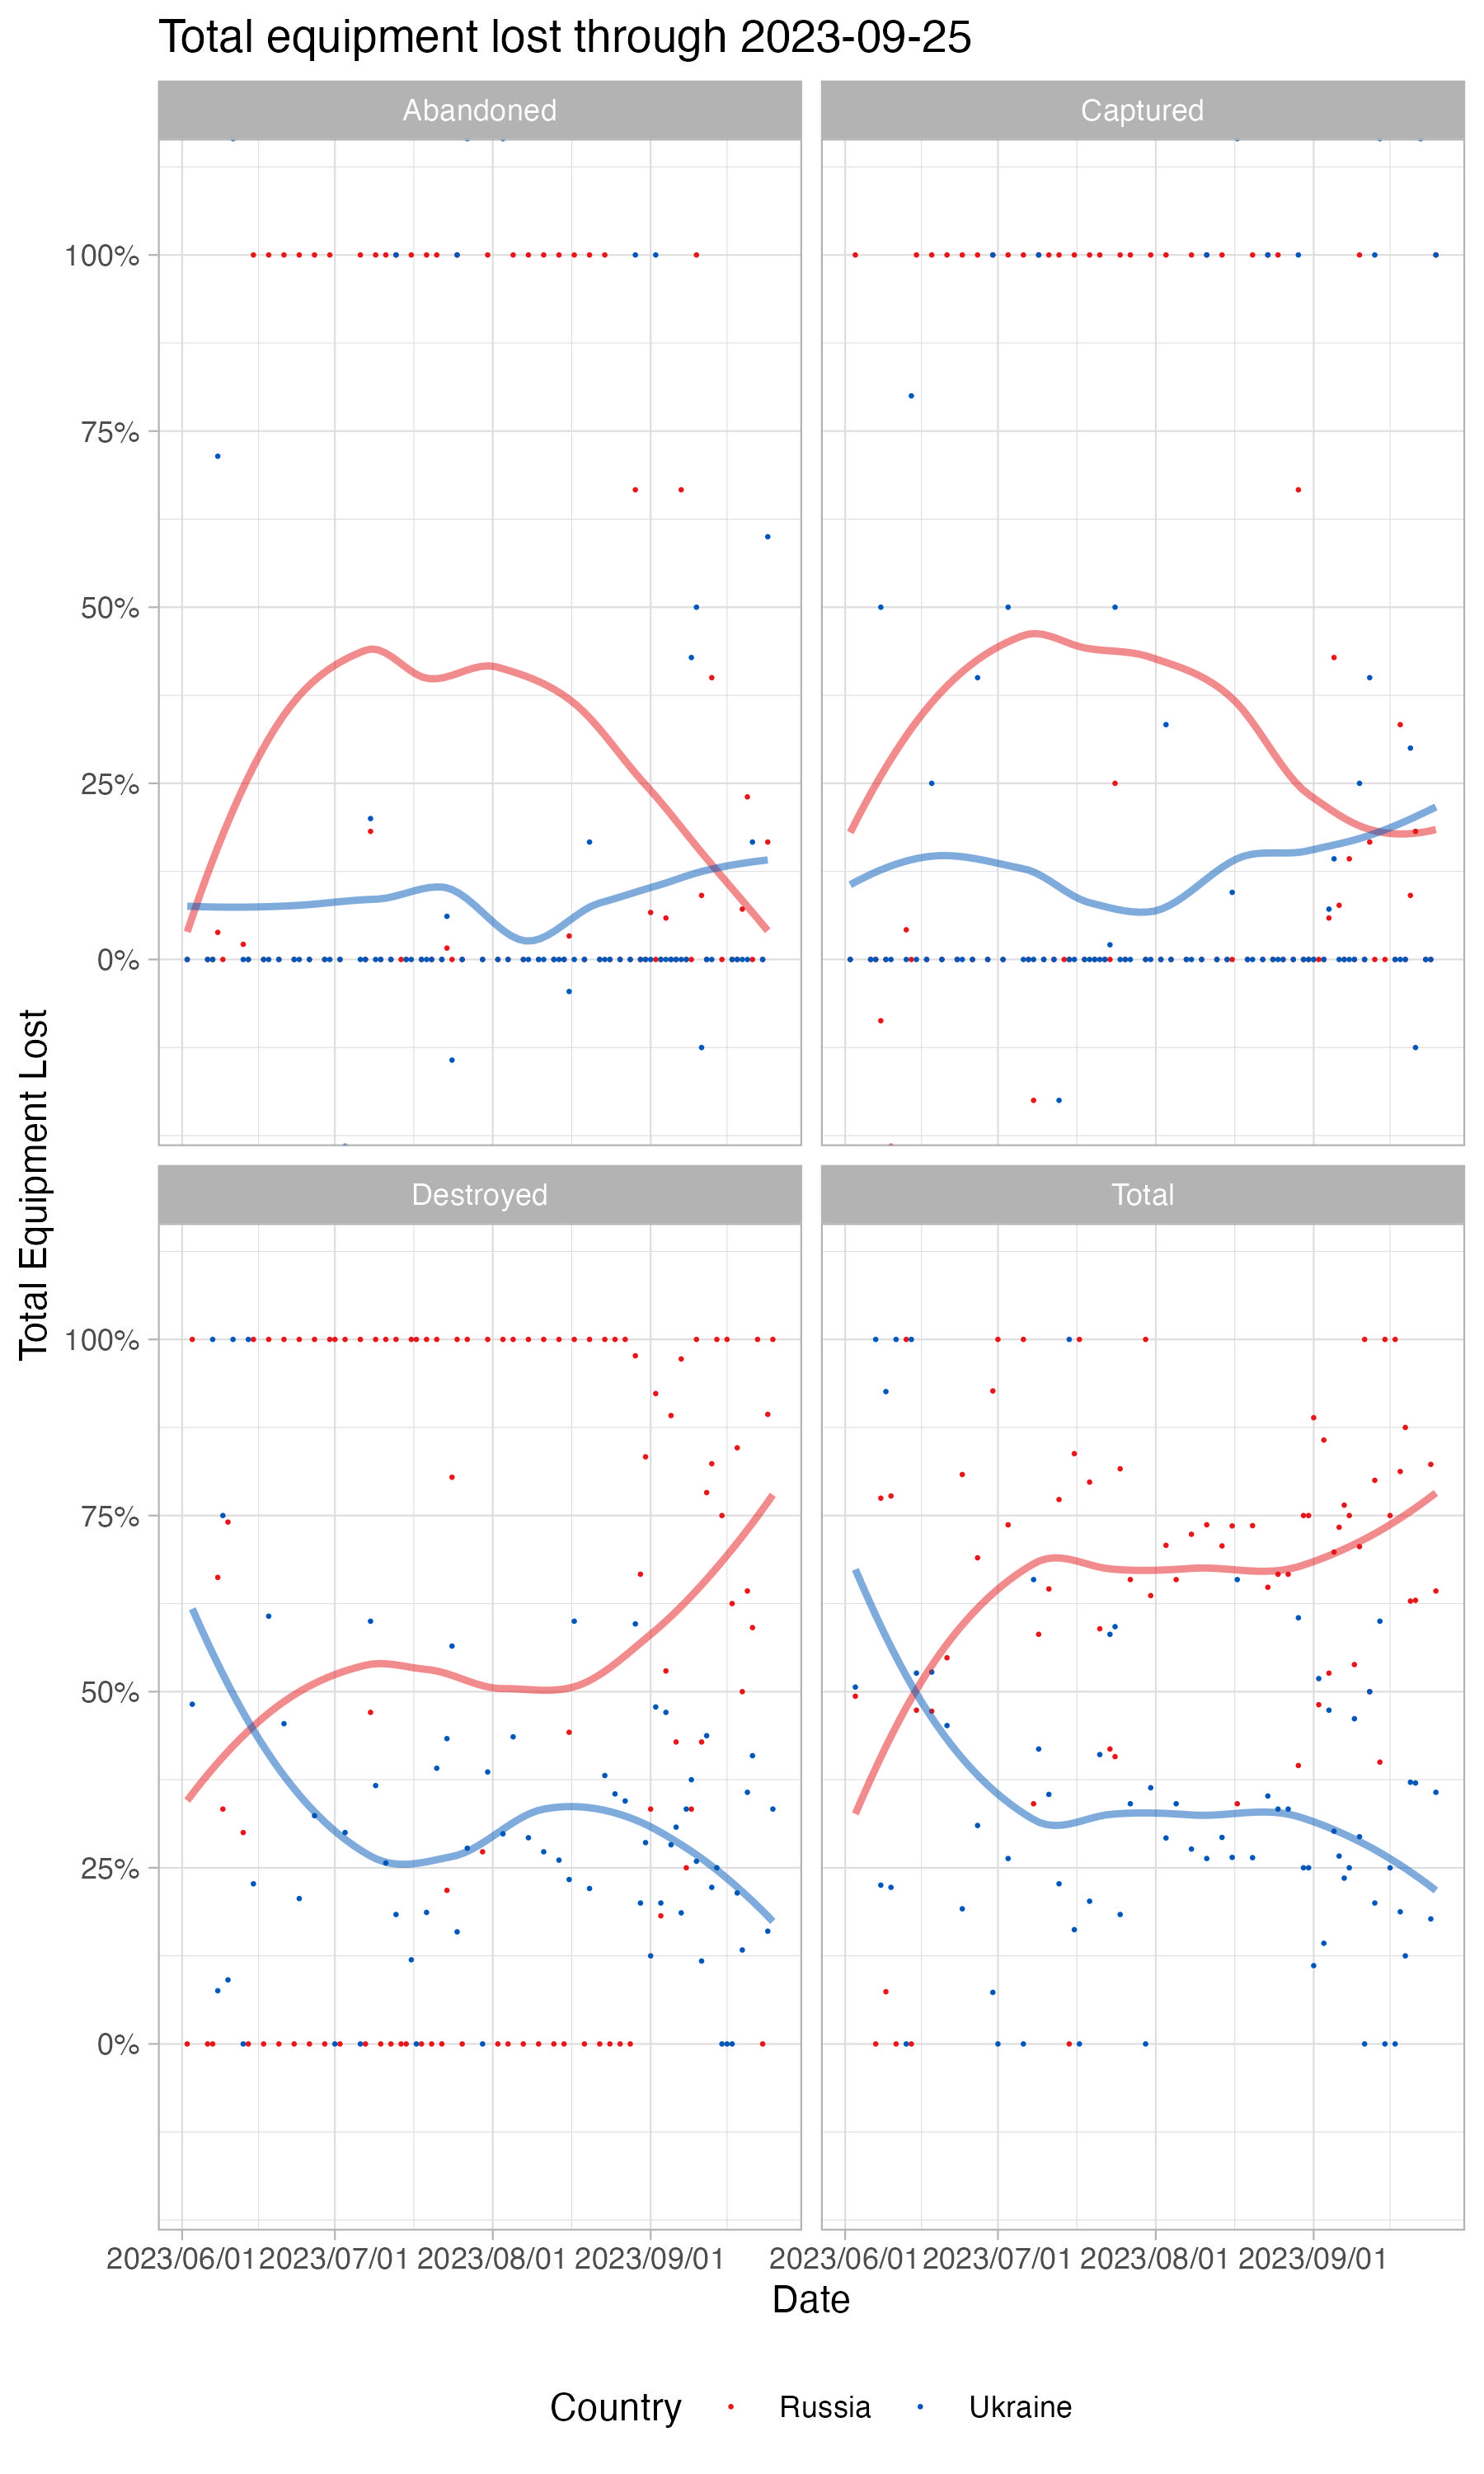 Total equipment lost through 2023-09-25
Abandoned
Captured
100%
75%
50%
25%
0%
Total Equipment Lost
Destroyed
Total
100%
75%
50%
25%
0%
2023/06/01 2023/07/01 2023/08/01 2023/09/01
2023/06/01 2023/07/01 2023/08/01 2023/09/01
Date
Country Russia Ukraine